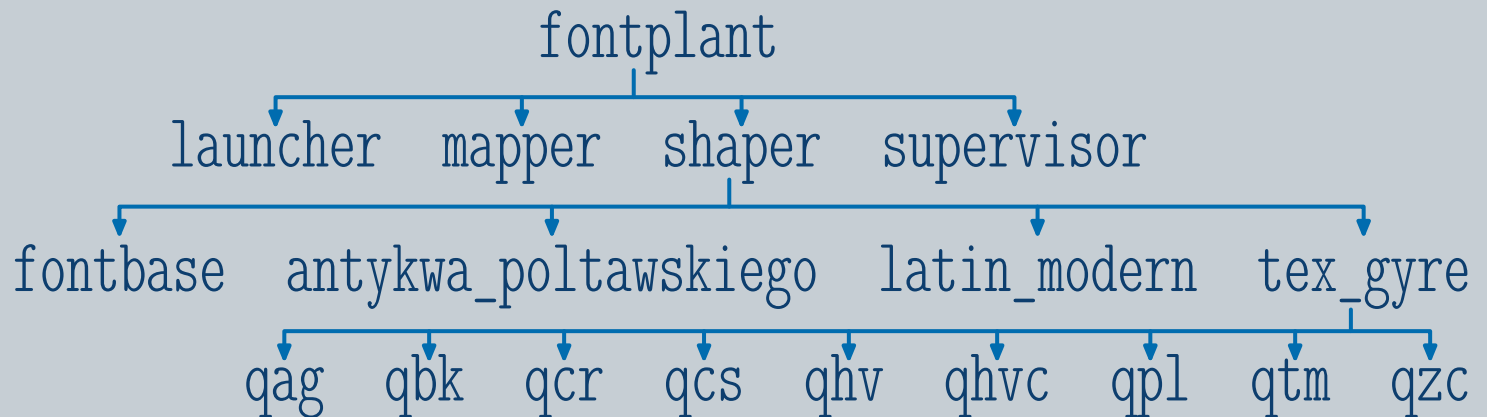 fontplant
launcher mapper shaper supervisor
fontbase antykwa_poltawskiego latin_modern tex_gyre
qag qbk qcr qcs qhv qhvc qpl qtm qzc